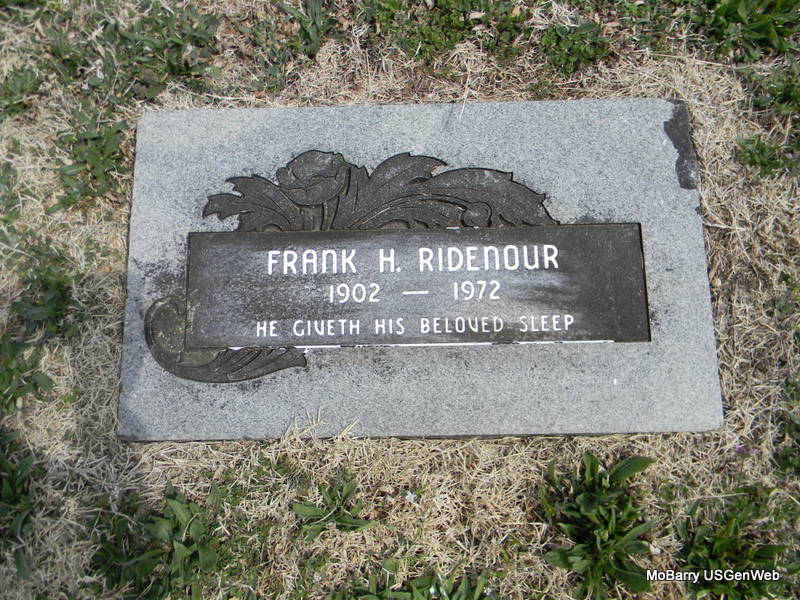 FRANK H. RIDENOUR
1902 — 1972
HE GIVETH HIS BELOVED SLEEP
MoBarry USGenWeb